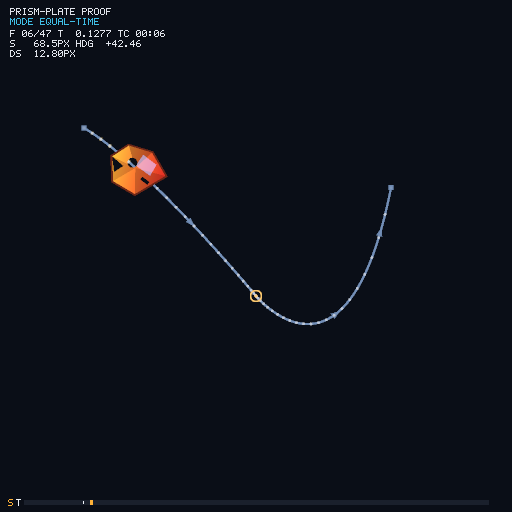 PRISM-PLATE PROOF
MODE EQUAL-TIME
F 06/47 T 0.1277 TC 00:06
S 68.5PX HDG +42.46
DS 12.80PX
ST